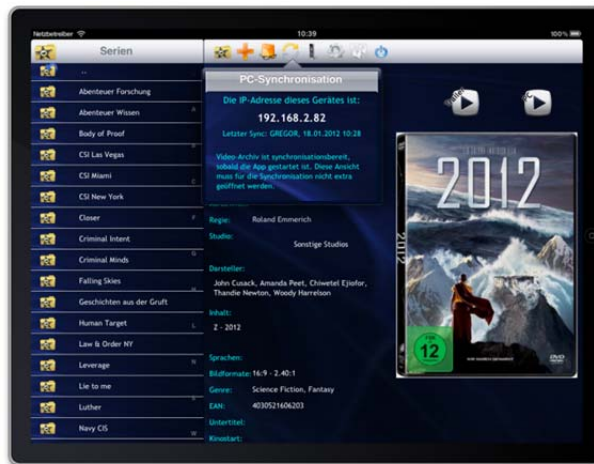 Netzbetreiber
10:39
100%
Serien
..
Abenteuer Forschung
Abenteuer Wissen
A
Body of Proof
CSI Las Vegas
CSI Miami
C
CSI New York
Closer
F
Criminal Intent
Criminal Minds
G
Falling Skies
Geschichten aus der Gruft
Human Target
L
Law & Order NY
Leverage
N
Lie to me
Luther
S
Navy CIS
W
PC-Synchronisation
Die IP-Adresse dieses Gerätes ist:
192.168.2.82
Letzter Sync: GREGOR, 18.01.2012 10:28
Video-Archiv ist synchronisationsbereit,
sobald die App gestartet ist. Diese Ansicht
muss für die Synchronisation nicht extra
geöffnet werden.
Regie: Roland Emmerich
Studio:
Sonstige Studios
Darsteller:
John Cusack, Amanda Peet, Chiwetel Ejiofor,
Thandie Newton, Woody Harrelson
Inhalt:
Z - 2012
Sprachen:
Bildformate: 16:9 - 2.40:1
Genre: Science Fiction, Fantasy
EAN: 4030521606203
Untertitel:
Kinostart:
Trailer
PC
2012
2012
12
DVD